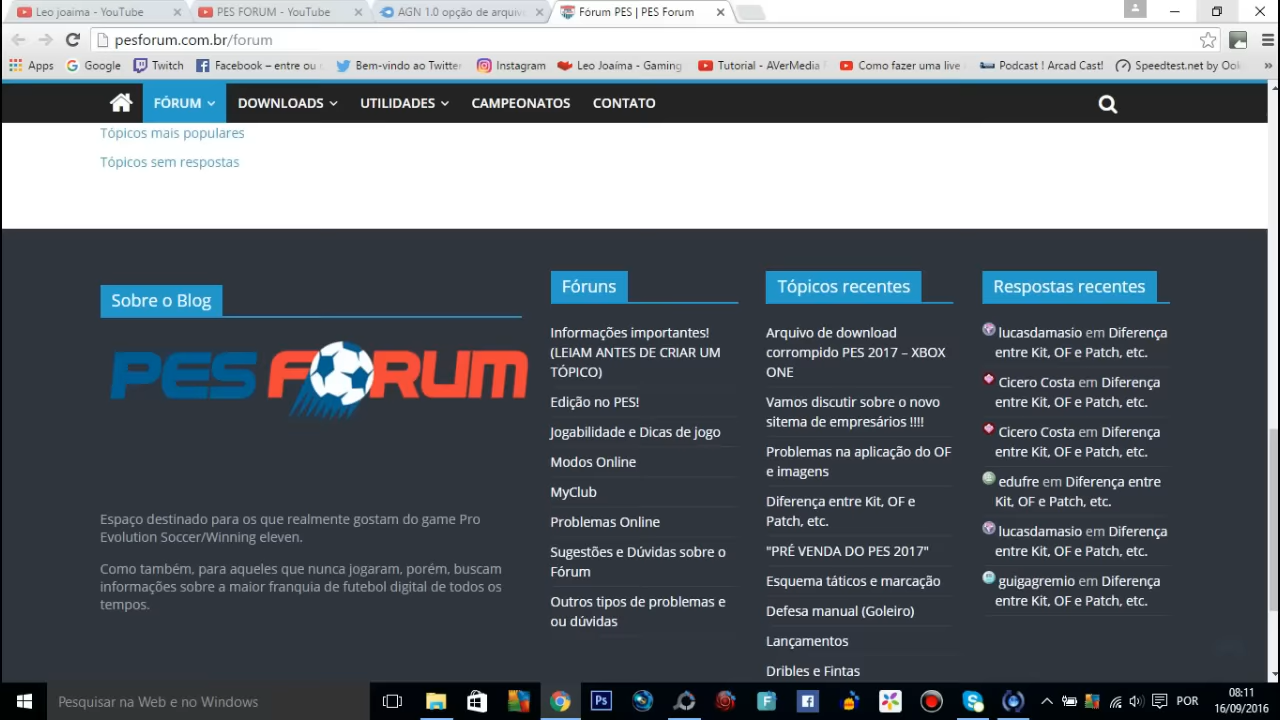 Leo joaima - YouTube
PES FORUM - YouTube
AGN 1.0 opção de arquiv
Fórum PES | PES Forum
pesforum.com.br/forum
Apps
Google
Twitch
Facebook – entre ou
Bem-vindo ao Twitter
Instagram
Leo Joaíma - Gaming
Tutorial - AVerMedia
Como fazer uma live
Podcast ! Arcad Cast!
Speedtest.net by Ook
»
FÓRUM
DOWNLOADS
UTILIDADES
CAMPEONATOS
CONTATO
Tópicos mais populares
Tópicos sem respostas
Sobre o Blog
PES FORUM
Espaço destinado para os que realmente gostam do game Pro
Evolution Soccer/Winning eleven.
Como também, para aqueles que nunca jogaram, porém, buscam
informações sobre a maior franquia de futebol digital de todos os
tempos.
Fóruns
Informações importantes!
(LEIAM ANTES DE CRIAR UM
TÓPICO)
Edição no PES!
Jogabilidade e Dicas de jogo
Modos Online
MyClub
Problemas Online
Sugestões e Dúvidas sobre o
Fórum
Outros tipos de problemas e
ou dúvidas
Tópicos recentes
Arquivo de download
corrompido PES 2017 – XBOX
ONE
Vamos discutir sobre o novo
sitema de empresários !!!!
Problemas na aplicação do OF
e imagens
Diferença entre Kit, OF e
Patch, etc.
"PRÉ VENDA DO PES 2017"
Esquema táticos e marcação
Defesa manual (Goleiro)
Lançamentos
Dribles e Fintas
Respostas recentes
lucasdamasio em Diferença
entre Kit, OF e Patch, etc.
Cicero Costa em Diferença
entre Kit, OF e Patch, etc.
Cicero Costa em Diferença
entre Kit, OF e Patch, etc.
edufre em Diferença entre
Kit, OF e Patch, etc.
lucasdamasio em Diferença
entre Kit, OF e Patch, etc.
guigagremio em Diferença
entre Kit, OF e Patch, etc.
Pesquisar na Web e no Windows
Ps
F
POR
08:11
16/09/2016